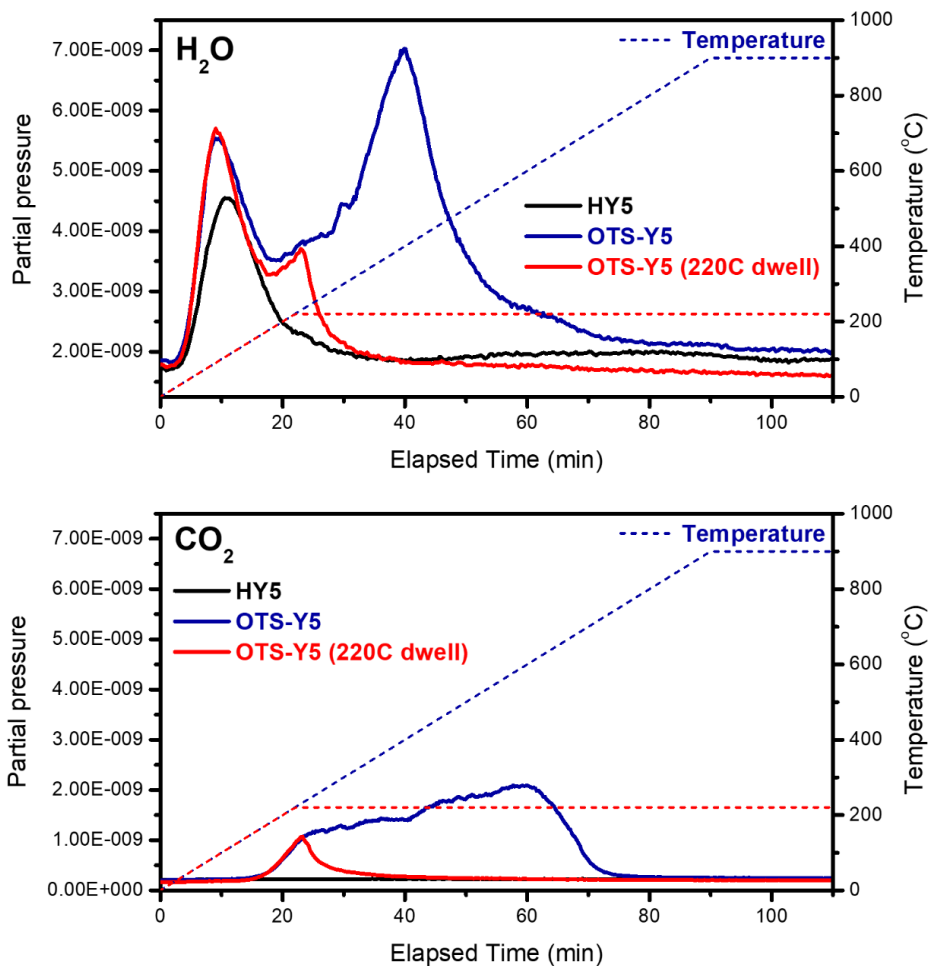 H₂O
Temperature
HY5
OTS-Y5
OTS-Y5 (220C dwell)
Partial pressure
7.00E-009
6.00E-009
5.00E-009
4.00E-009
3.00E-009
2.00E-009
Temperature (°C)
1000
800
600
400
200
0
0 20 40 60 80 100
Elapsed Time (min)
CO₂
Temperature
HY5
OTS-Y5
OTS-Y5 (220C dwell)
Partial pressure
7.00E-009
6.00E-009
5.00E-009
4.00E-009
3.00E-009
2.00E-009
1.00E-009
0.00E+000
Temperature (°C)
1000
800
600
400
200
0
0 20 40 60 80 100
Elapsed Time (min)